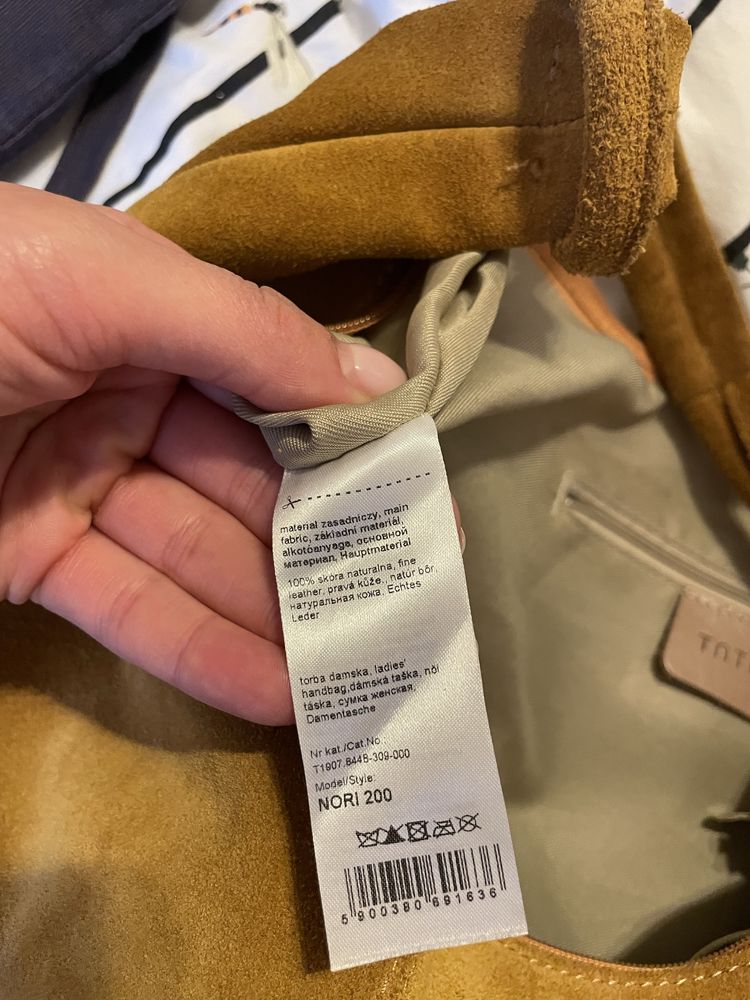 materiał zasadniczy, main
fabric, základní materiál,
alkotóanyaga, основной
материал, Hauptmaterial
100% skóra naturalna, fine
leather, pravá kůže., natúr bőr,
натуральная кожа, Echtes
Leder
torba damska, ladies'
handbag,dámská taška, női
táska, сумка женская,
Damentasche
Nr kat./Cat.No.:
T1907.844B-309-000
Model/Style:
NORI 200
5 900390 691636